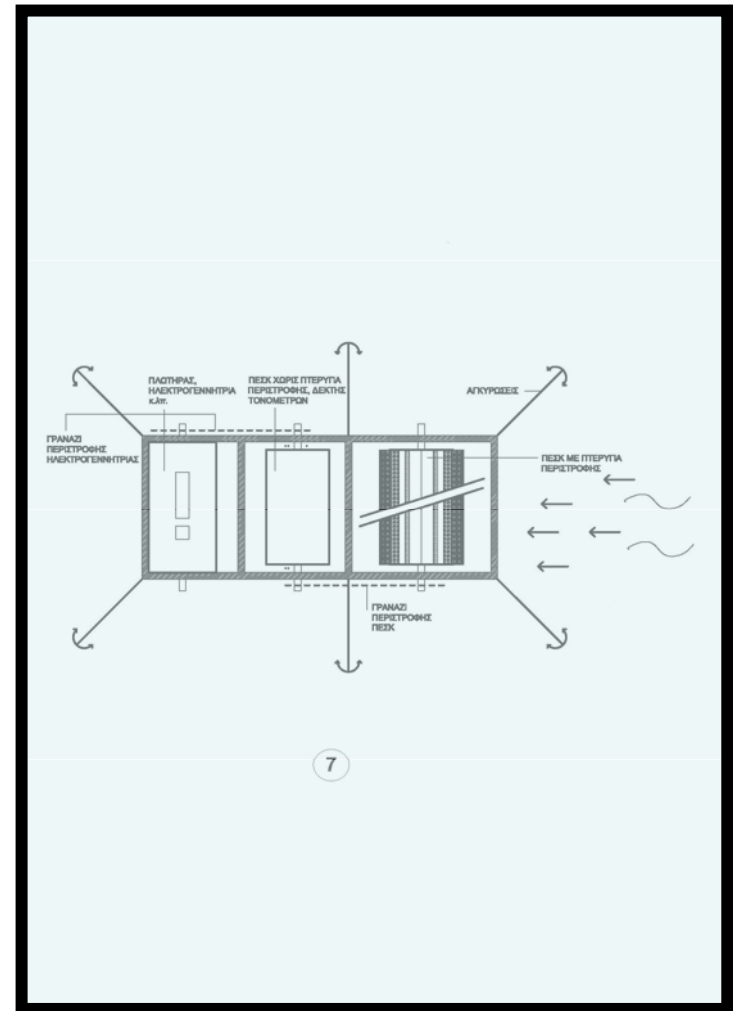 ΠΛΩΤΗΡΑΣ,
ΗΛΕΚΤΡΟΓΕΝΝΗΤΡΙΑ
κ.λπ.
ΠΕΣΚ ΧΩΡΙΣ ΠΤΕΡΥΓΙΑ
ΠΕΡΙΣΤΡΟΦΗΣ, ΔΕΚΤΗΣ
ΤΟΝΟΜΕΤΡΩΝ
ΑΓΚΥΡΩΣΕΙΣ
ΓΡΑΝΑΖΙ
ΠΕΡΙΣΤΡΟΦΗΣ
ΗΛΕΚΤΡΟΓΕΝΝΗΤΡΙΑΣ
ΠΕΣΚ ΜΕ ΠΤΕΡΥΓΙΑ
ΠΕΡΙΣΤΡΟΦΗΣ
ΓΡΑΝΑΖΙ
ΠΕΡΙΣΤΡΟΦΗΣ
ΠΕΣΚ
7